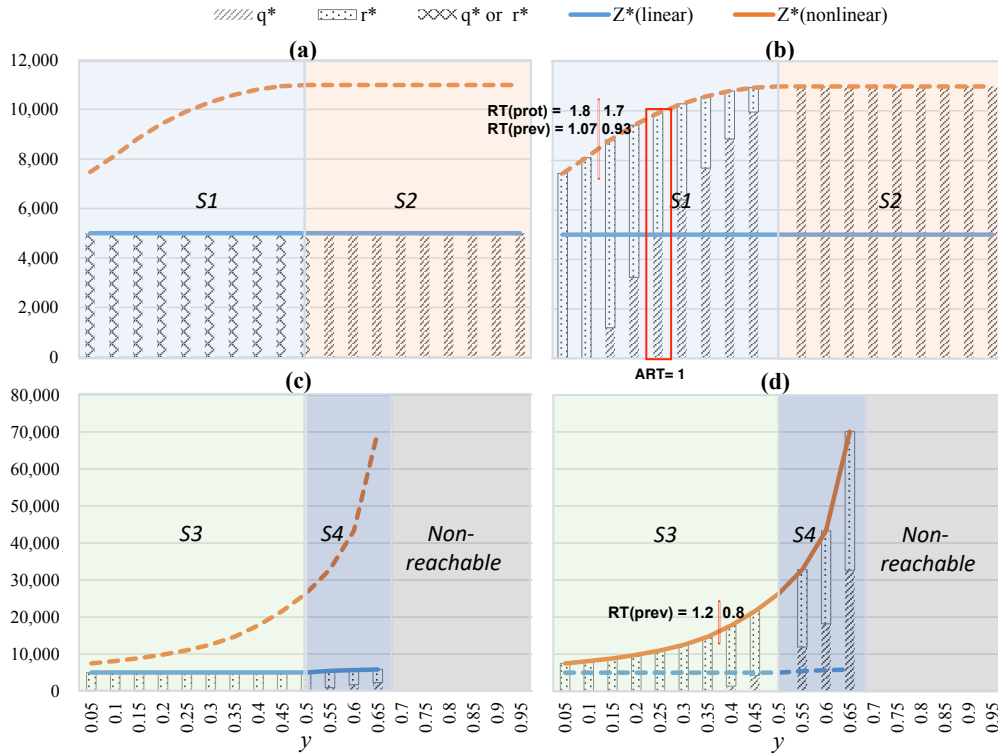 q* r* q* or r* Z*(linear) Z*(nonlinear)
(a) (b)
12,000
10,000
8,000
6,000
4,000
2,000
0
S1 S2
RT(prot) = 1.8 1.7
RT(prev) = 1.07 0.93
S1 S2
ART= 1
(c) (d)
80,000
70,000
60,000
50,000
40,000
30,000
20,000
10,000
0
S3 S4 Non-
reachable
S3 S4 Non-
reachable
RT(prev) = 1.2 0.8
0.05 0.1 0.15 0.2 0.25 0.3 0.35 0.4 0.45 0.5 0.55 0.6 0.65 0.7 0.75 0.8 0.85 0.9 0.95
0.05 0.1 0.15 0.2 0.25 0.3 0.35 0.4 0.45 0.5 0.55 0.6 0.65 0.7 0.75 0.8 0.85 0.9 0.95
y y